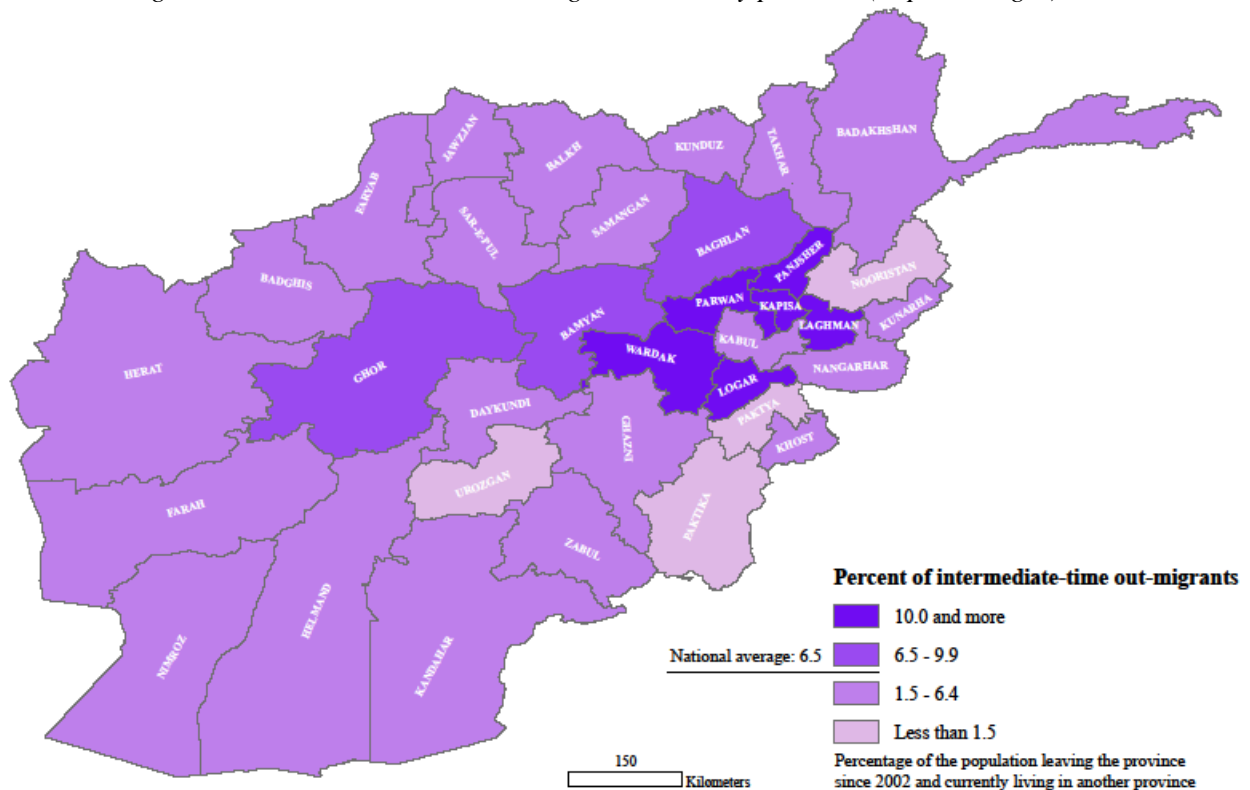 BADAKHSHAN
TAKHAR
KUNDUZ
BALKH
JAWZJAN
FARYAB
SAR-E-PUL
SAMANGAN
BAGHLAN
PANJSHER
NOORISTAN
BADGHIS
BAMYAN
PARWAN
KAPISA
LAGHMAN
KUNARHA
KABUL
WARDAK
NANGARHAR
HERAT
GHOR
LOGAR
DAYKUNDI
GHAZNI
PAKTYA
KHOST
UROZGAN
PAKTIKA
FARAH
ZABUL
HELMAND
NIMROZ
KANDAHAR
Percent of intermediate-time out-migrants
10.0 and more
National average: 6.5
6.5 - 9.9
1.5 - 6.4
Less than 1.5
150
Kilometers
Percentage of the population leaving the province
since 2002 and currently living in another province